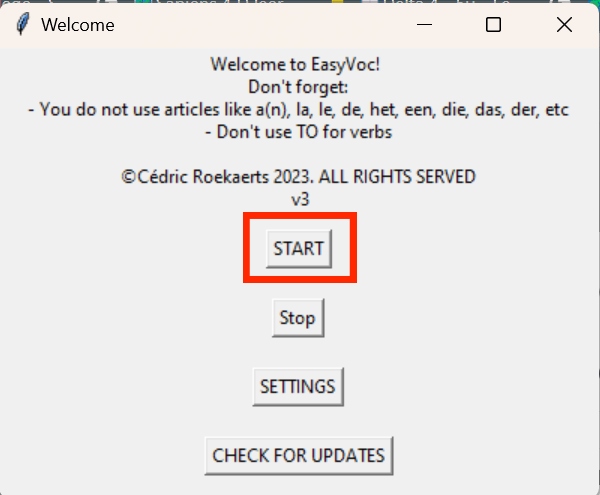 Welcome
Welcome to EasyVoc!
Don't forget:
- You do not use articles like a(n), la, le, de, het, een, die, das, der, etc
- Don't use TO for verbs
©Cédric Roekaerts 2023. ALL RIGHTS SERVED
v3
START
Stop
SETTINGS
CHECK FOR UPDATES